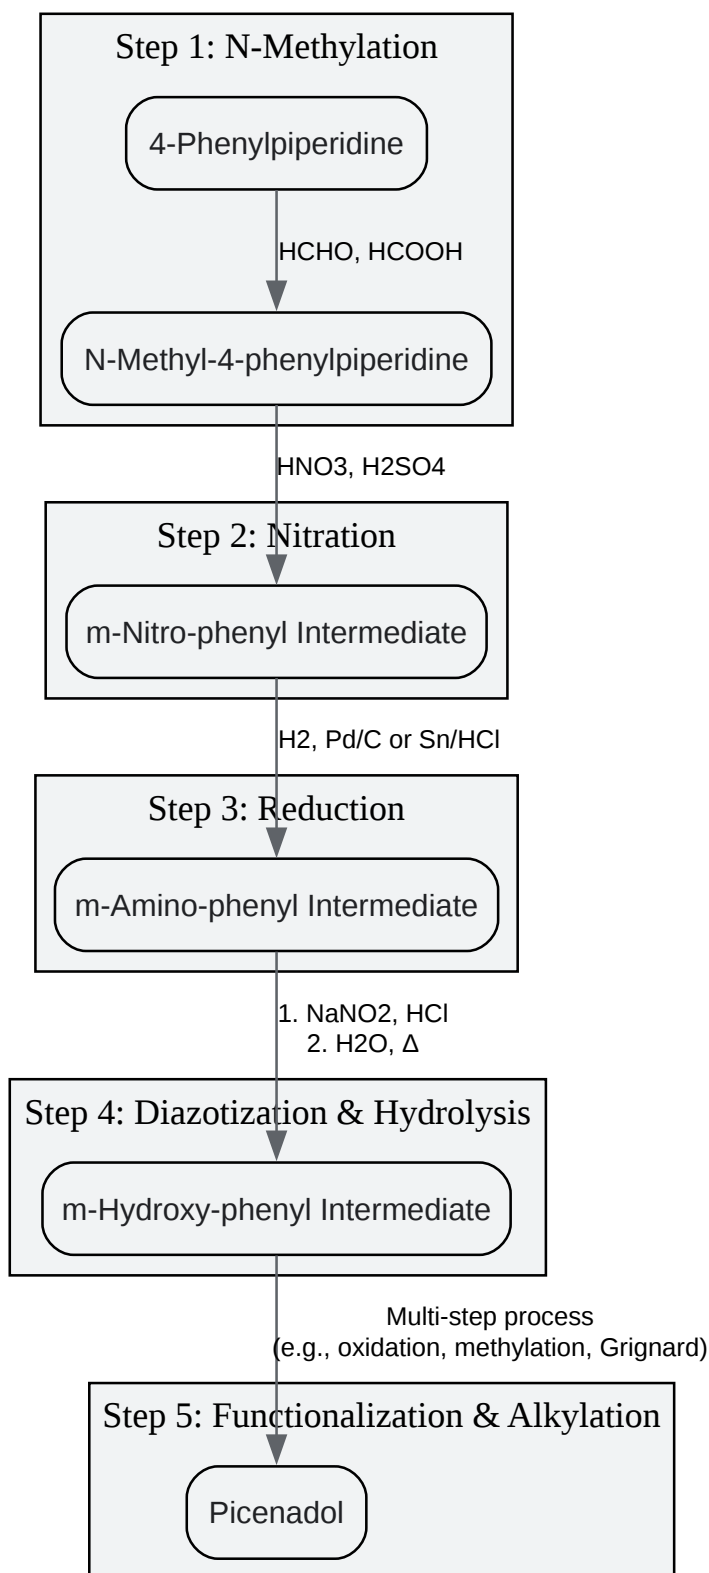 Step 1: N-Methylation
4-Phenylpiperidine
HCHO, HCOOH
N-Methyl-4-phenylpiperidine
HNO3, H2SO4
Step 2: Nitration
m-Nitro-phenyl Intermediate
H2, Pd/C or Sn/HCl
Step 3: Reduction
m-Amino-phenyl Intermediate
1. NaNO2, HCl
2. H2O, Δ
Step 4: Diazotization & Hydrolysis
m-Hydroxy-phenyl Intermediate
Multi-step process
(e.g., oxidation, methylation, Grignard)
Step 5: Functionalization & Alkylation
Picenadol